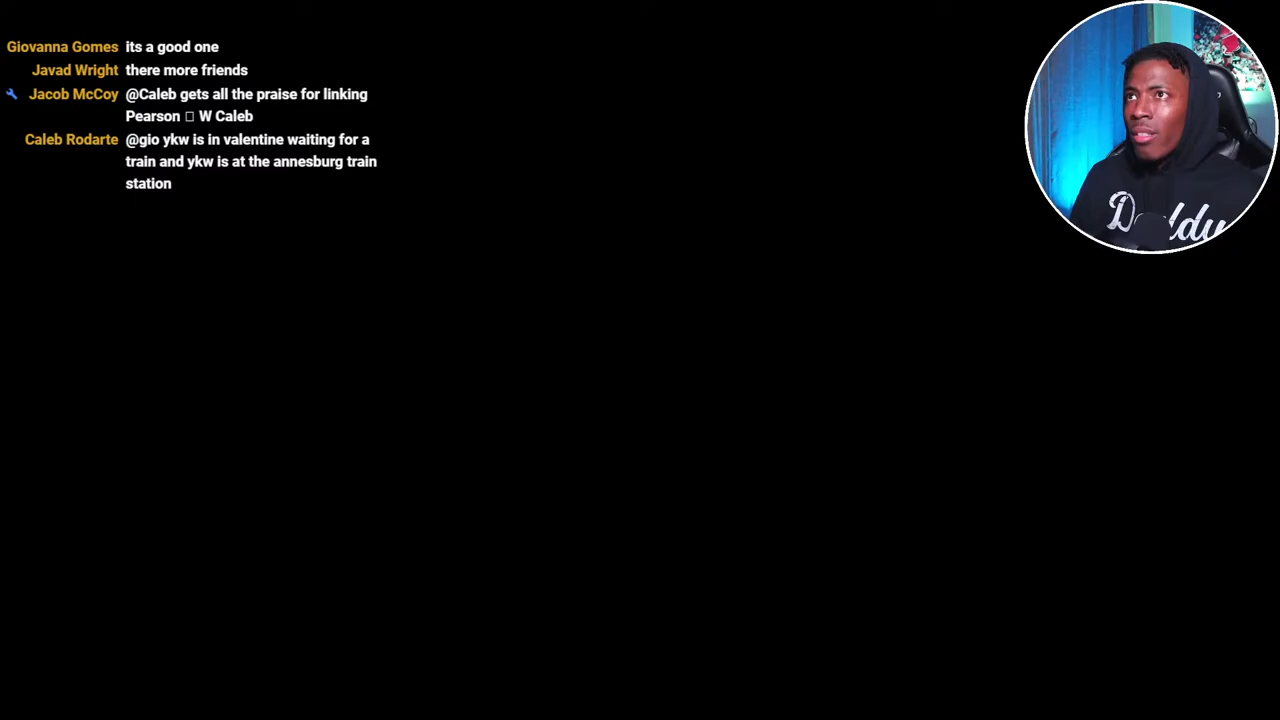 Giovanna Gomes its a good one
Javad Wright there more friends
Jacob McCoy @Caleb gets all the praise for linking
Pearson W Caleb
Caleb Rodarte @gio ykw is in valentine waiting for a
train and ykw is at the annesburg train
station